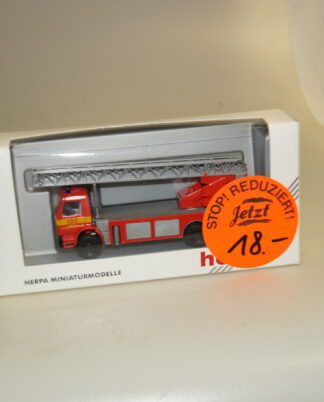 STOP! REDUZIERT!
Jetzt
18.-
he
HERPA MINIATURMODELLE